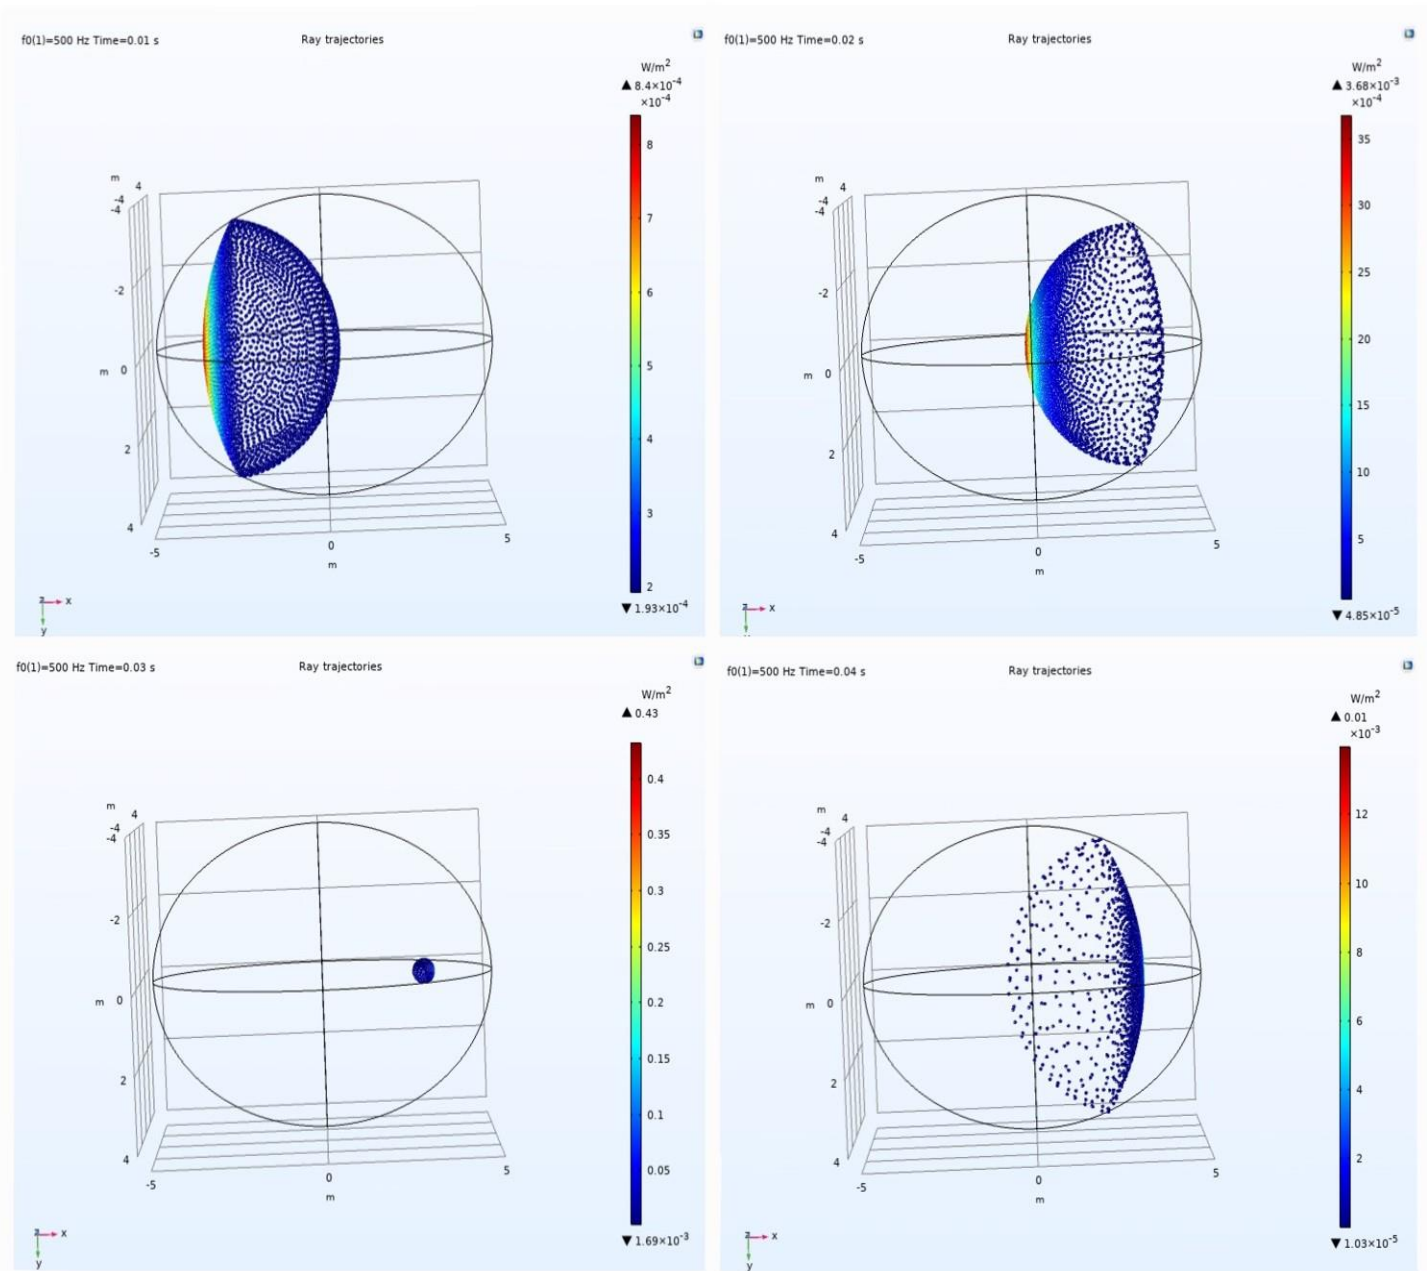 f0(1)=500 Hz Time=0.01 s
Ray trajectories
W/m²
▲ 8.4×10⁻⁴
×10⁻⁴
8
7
6
5
4
3
2
▼ 1.93×10⁻⁴
m
4
-4
-4
-2
m 0
2
4
-5
0
5
m
z x
y
f0(1)=500 Hz Time=0.02 s
Ray trajectories
W/m²
▲ 3.68×10⁻³
×10⁻⁴
35
30
25
20
15
10
5
▼ 4.85×10⁻⁵
m
4
-4
-4
-2
m 0
2
4
-5
0
5
m
z x
f0(1)=500 Hz Time=0.03 s
Ray trajectories
W/m²
▲ 0.43
0.4
0.35
0.3
0.25
0.2
0.15
0.1
0.05
▼ 1.69×10⁻³
m
4
-4
-4
-2
m 0
2
4
-5
0
5
m
z x
y
f0(1)=500 Hz Time=0.04 s
Ray trajectories
W/m²
▲ 0.01
×10⁻³
12
10
8
6
4
2
▼ 1.03×10⁻⁵
m
4
-4
-4
-2
m 0
2
4
-5
0
5
m
z x
y